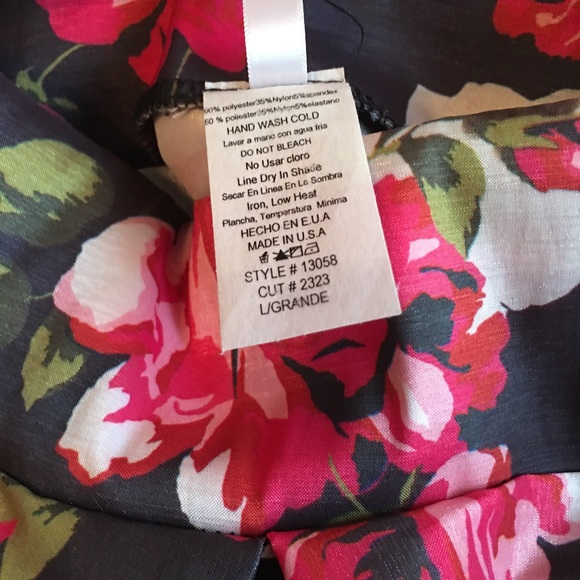 60% polyester35%Nylon5%spandex
60 % poliester35%Nylon5%elastano
HAND WASH COLD
Lavar a mano con agua fria
DO NOT BLEACH
No Usar cloro
Line Dry In Shade
Secar En Linea En La Sombra
Iron, Low Heat
Plancha, Temperatura Minima
HECHO EN E.U.A
MADE IN U.S.A
STYLE # 13058
CUT # 2323
L/GRANDE